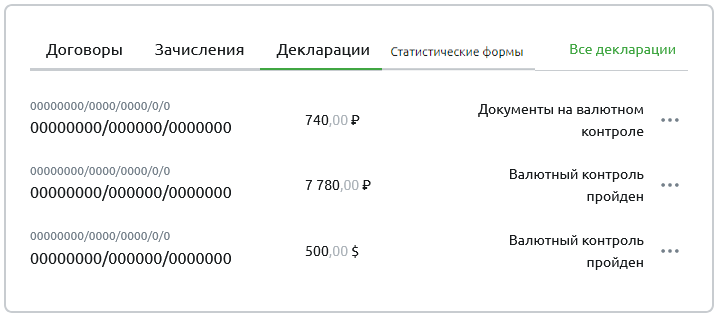 Договоры Зачисления Декларации Статистические формы Все декларации
00000000/0000/0000/0/0
00000000/000000/0000000
740,00 ₽
Документы на валютном
контроле
00000000/0000/0000/0/0
00000000/000000/0000000
7 780,00 ₽
Валютный контроль
пройден
00000000/0000/0000/0/0
00000000/000000/0000000
500,00 $
Валютный контроль
пройден